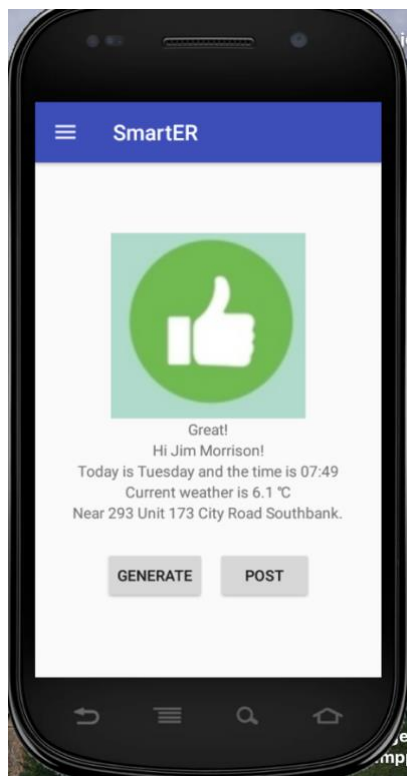 SmartER
Great!
Hi Jim Morrison!
Today is Tuesday and the time is 07:49
Current weather is 6.1 ℃
Near 293 Unit 173 City Road Southbank.
GENERATE
POST